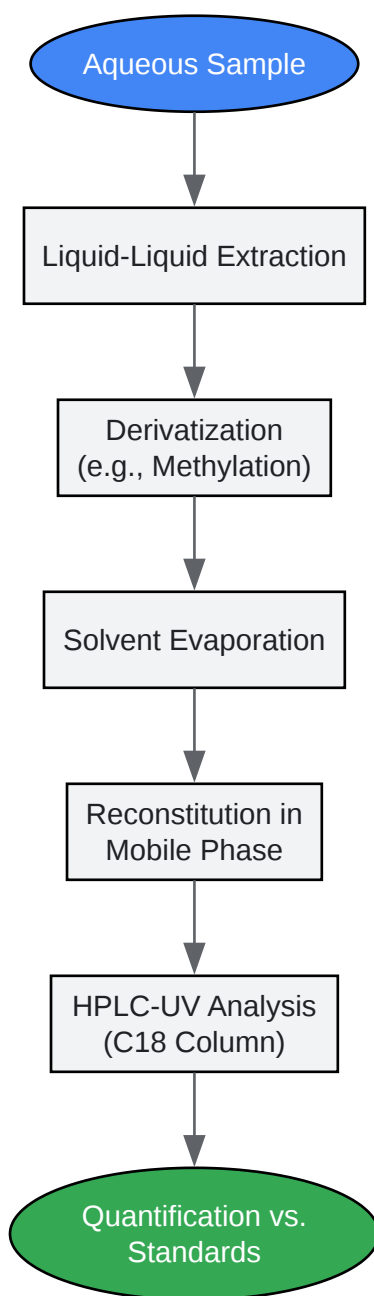 Aqueous Sample
Liquid-Liquid Extraction
Derivatization
(e.g., Methylation)
Solvent Evaporation
Reconstitution in
Mobile Phase
HPLC-UV Analysis
(C18 Column)
Quantification vs.
Standards